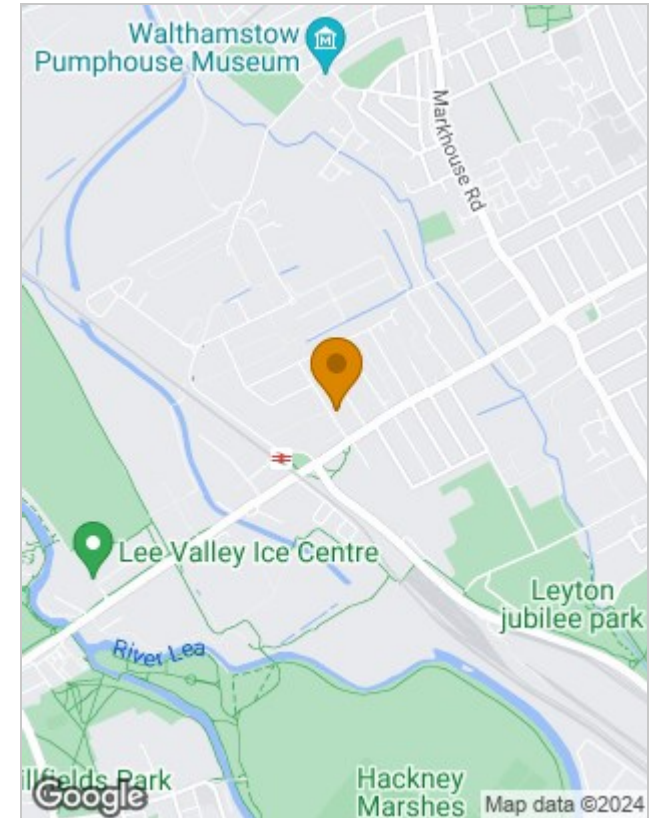 Walthamstow
Pumphouse Museum
Markhouse Rd
Lee Valley Ice Centre
Leyton
jubilee park
River Lea
illfields Park
Hackney
Marshes
Google
Map data ©2024